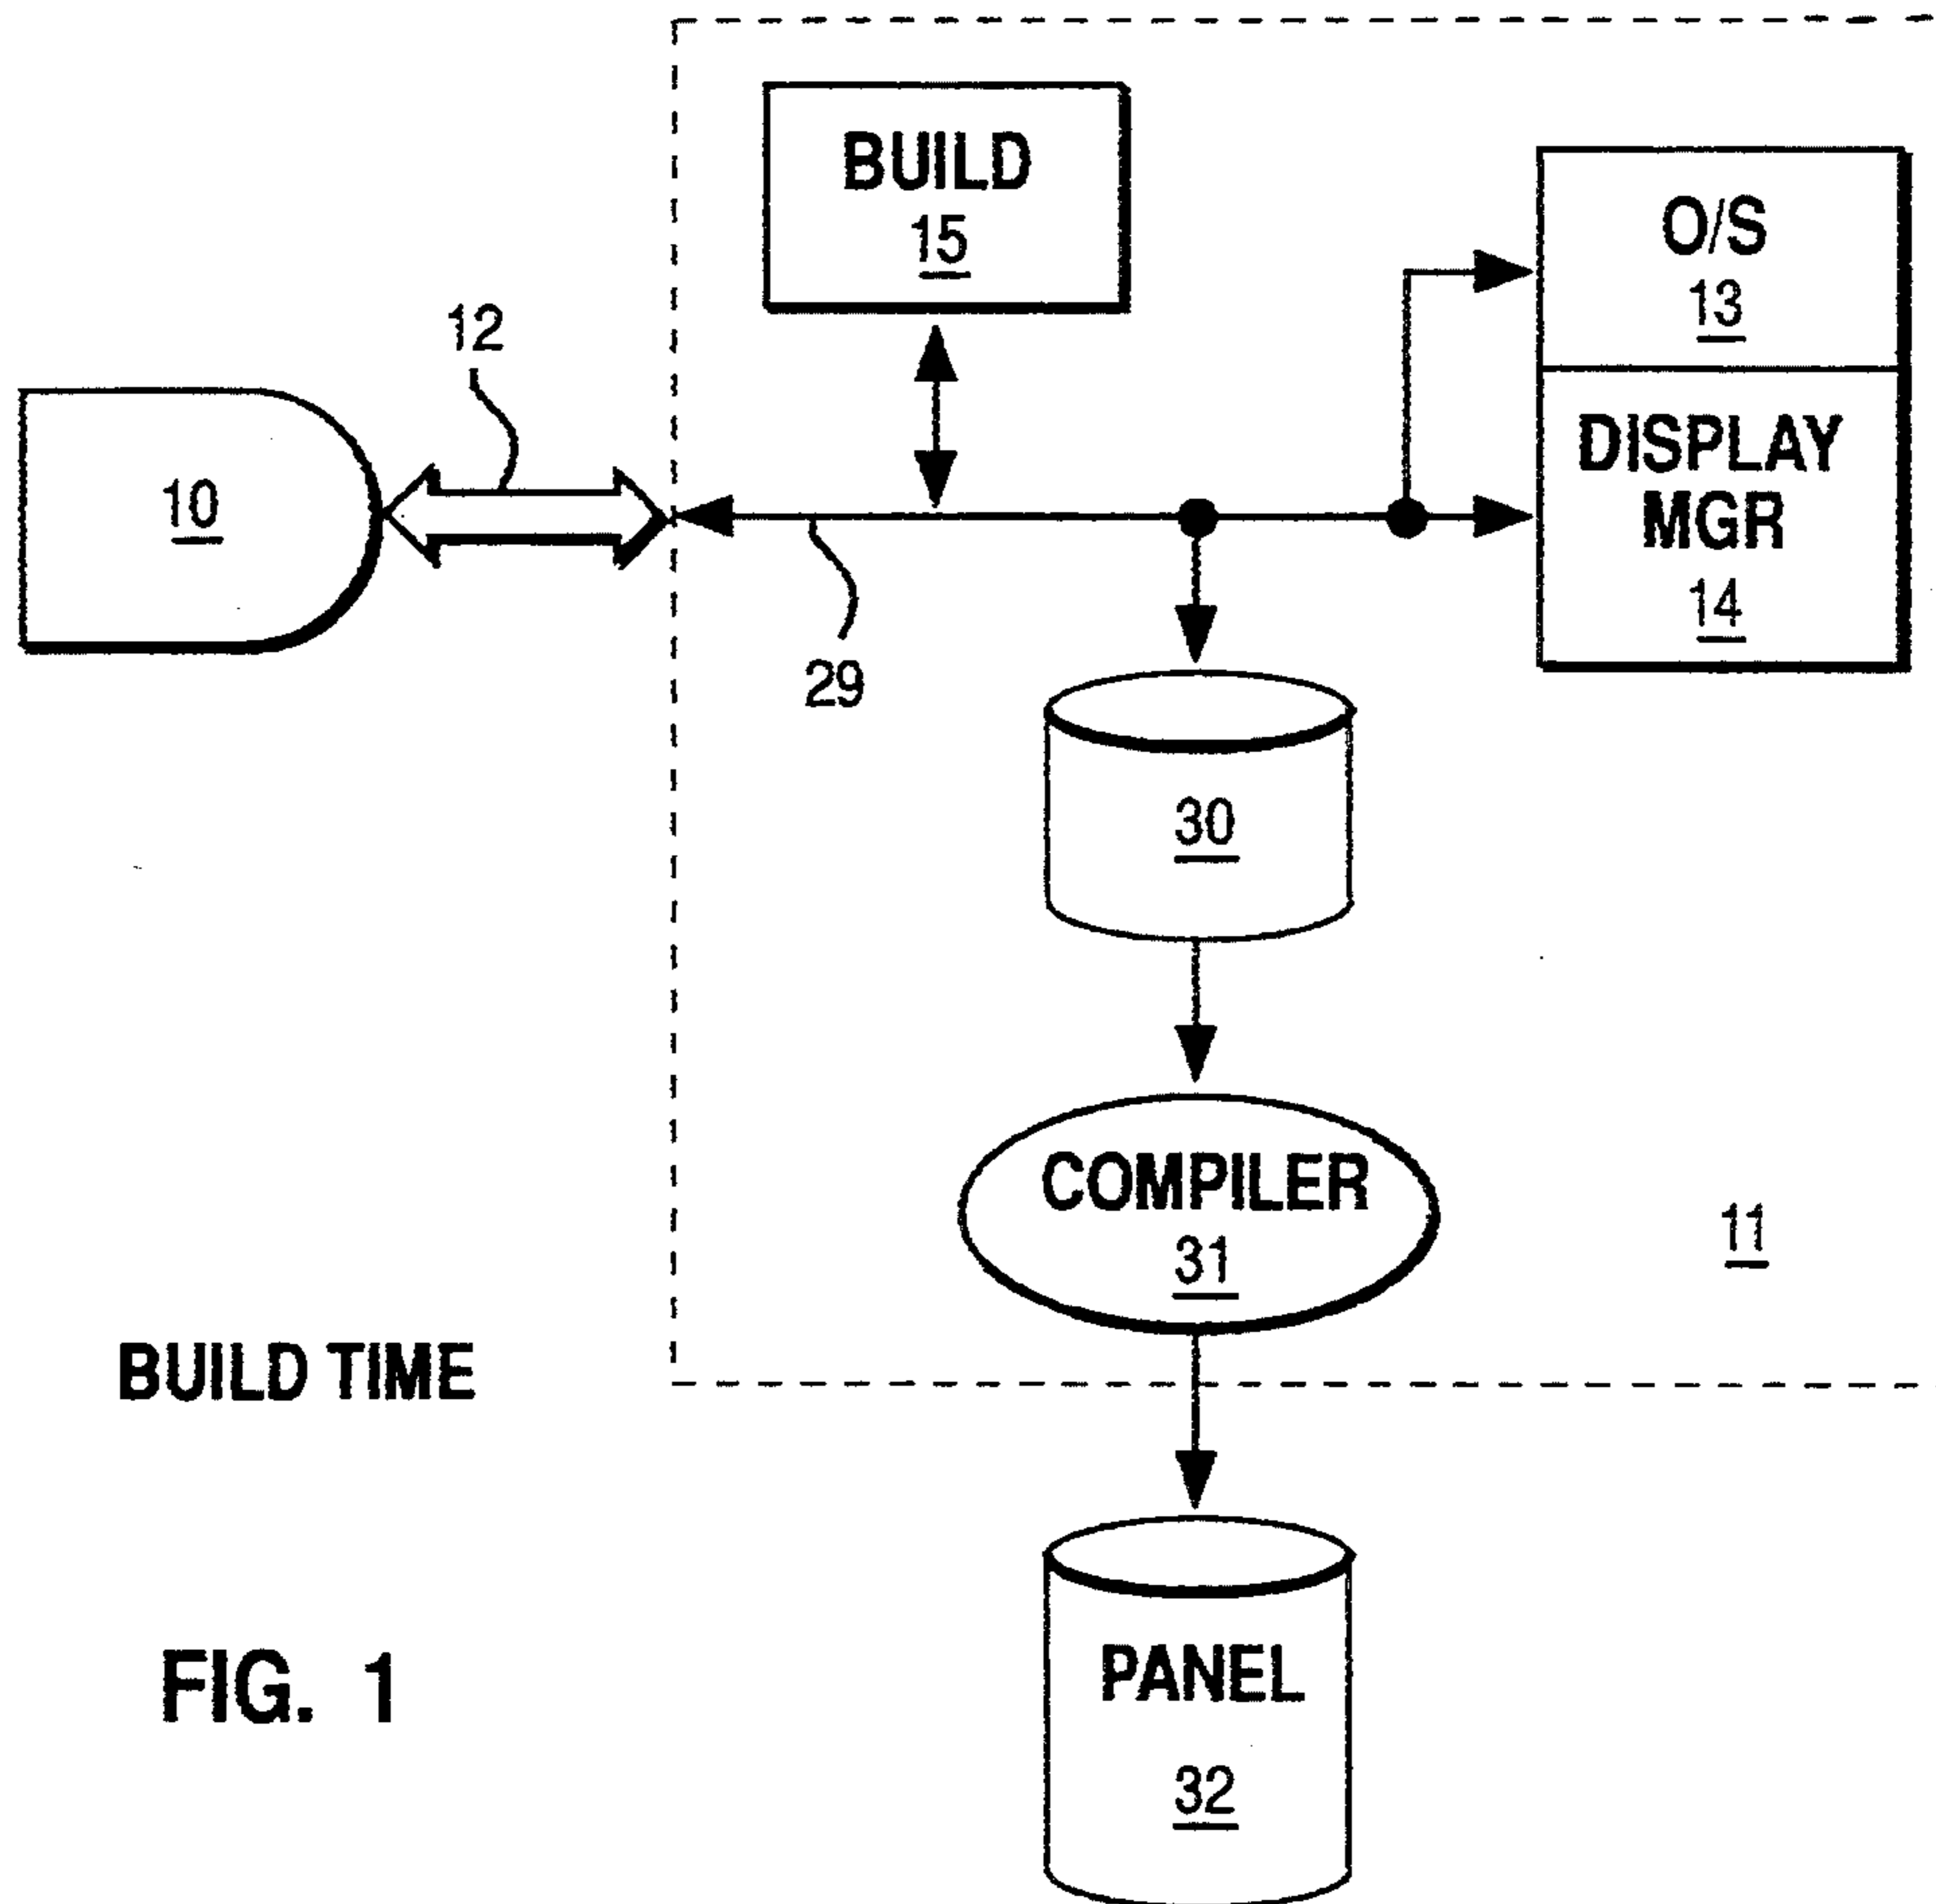 BUILD
15
O/S
13
12
DISPLAY
MGR
14
10
29
30
COMPILER
31
11
BUILD TIME
PANEL
32
FIG. 1